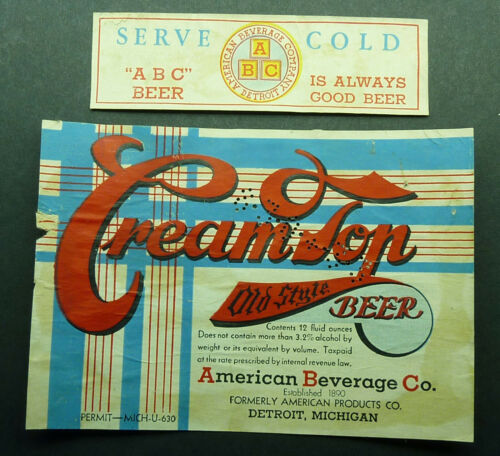 SERVE COLD
AMERICAN BEVERAGE COMPANY
DETROIT
A
B C
"A B C" IS ALWAYS
BEER GOOD BEER
Cream Top
Old Style
BEER
Contents 12 fluid ounces
Does not contain more than 3.2% alcohol by
weight or its equivalent by volume. Taxpaid
at the rate prescribed by internal revenue law.
American Beverage Co.
Established 1890
FORMERLY AMERICAN PRODUCTS CO.
DETROIT, MICHIGAN
PERMIT—MICH-U-630